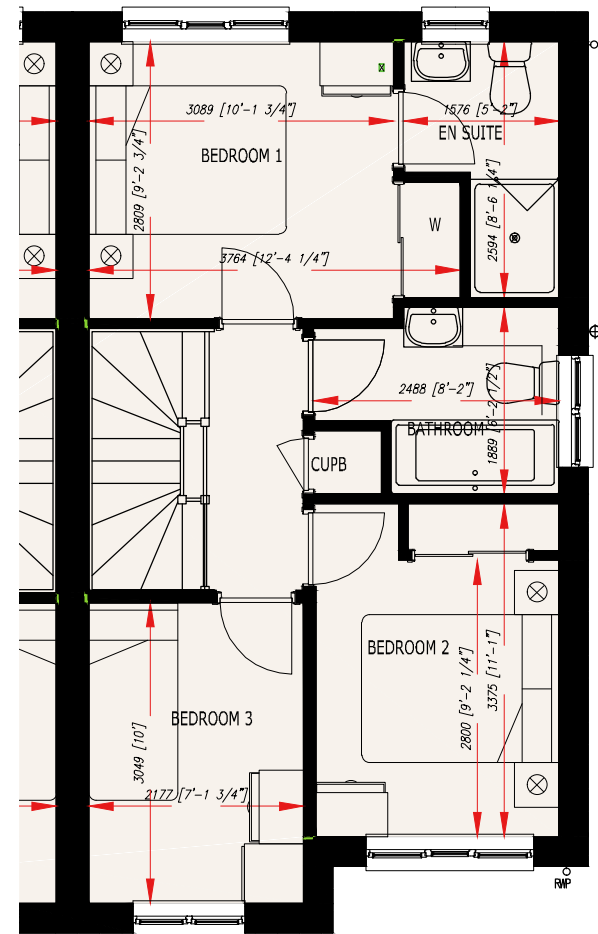 3089 [10'-1 3/4"]
1576 [5'-2"]
EN SUITE
BEDROOM 1
2809 [9'-2 3/4"]
2594 [8'-6 1/4"]
W
3764 [12'-4 1/4"]
2488 [8'-2"]
1889 [6'-2 1/2"]
BATHROOM
CUPB
BEDROOM 2
2800 [9'-2 1/4"]
3375 [11'-1"]
BEDROOM 3
3049 [10']
2177 [7'-1 3/4"]
RWP